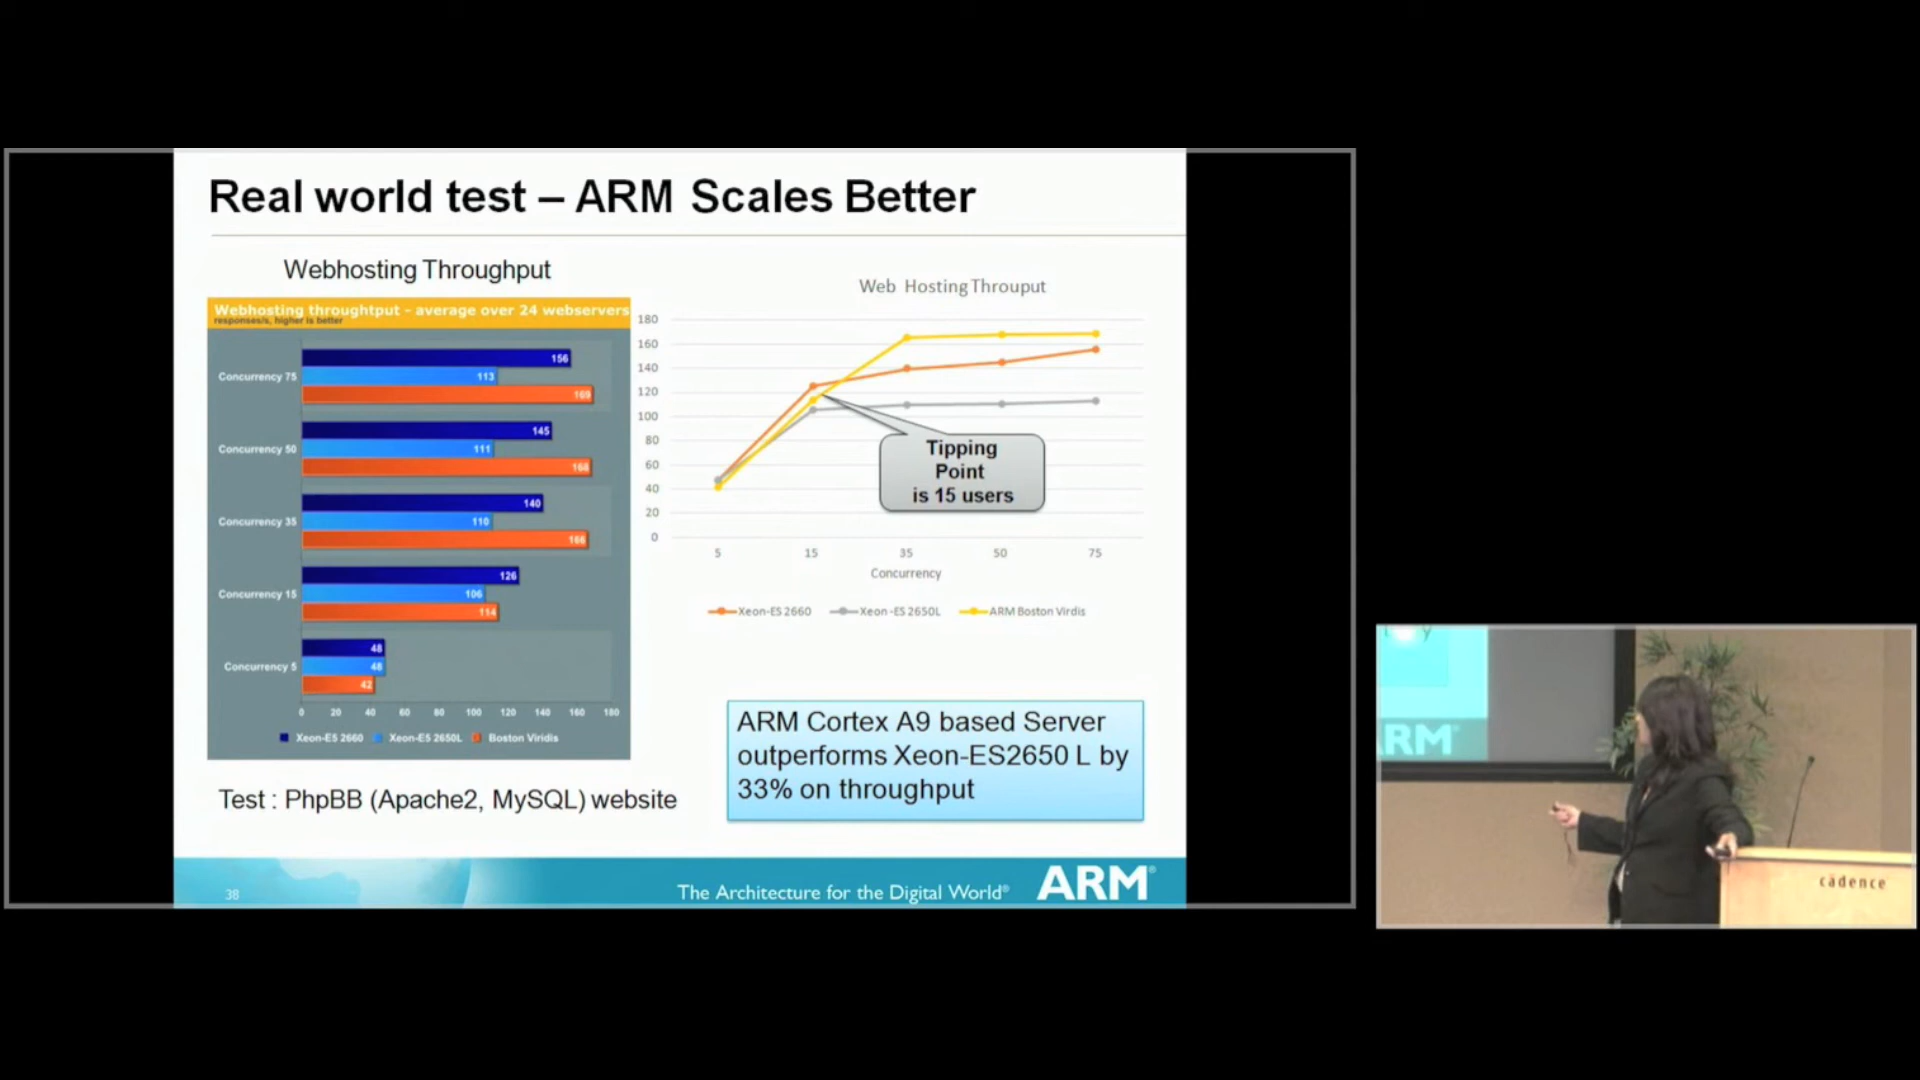 Real world test – ARM Scales Better
Webhosting Throughput
Webhosting throughtput - average over 24 webservers
responses/s, higher is better
Concurrency 75
156
113
169
Concurrency 50
145
111
168
Concurrency 35
140
110
166
Concurrency 15
126
106
114
Concurrency 5
48
48
42
0 20 40 60 80 100 120 140 160 180
Xeon-E5 2660 Xeon-E5 2650L Boston Viridis
Test : PhpBB (Apache2, MySQL) website
Web Hosting Throuput
180
160
140
120
100
80
60
40
20
0
Tipping
Point
is 15 users
5 15 35 50 75
Concurrency
Xeon-ES 2660 Xeon -ES 2650L ARM Boston Virdis
ARM Cortex A9 based Server
outperforms Xeon-ES2650 L by
33% on throughput
38
The Architecture for the Digital World®
ARM®
ARM
cādence